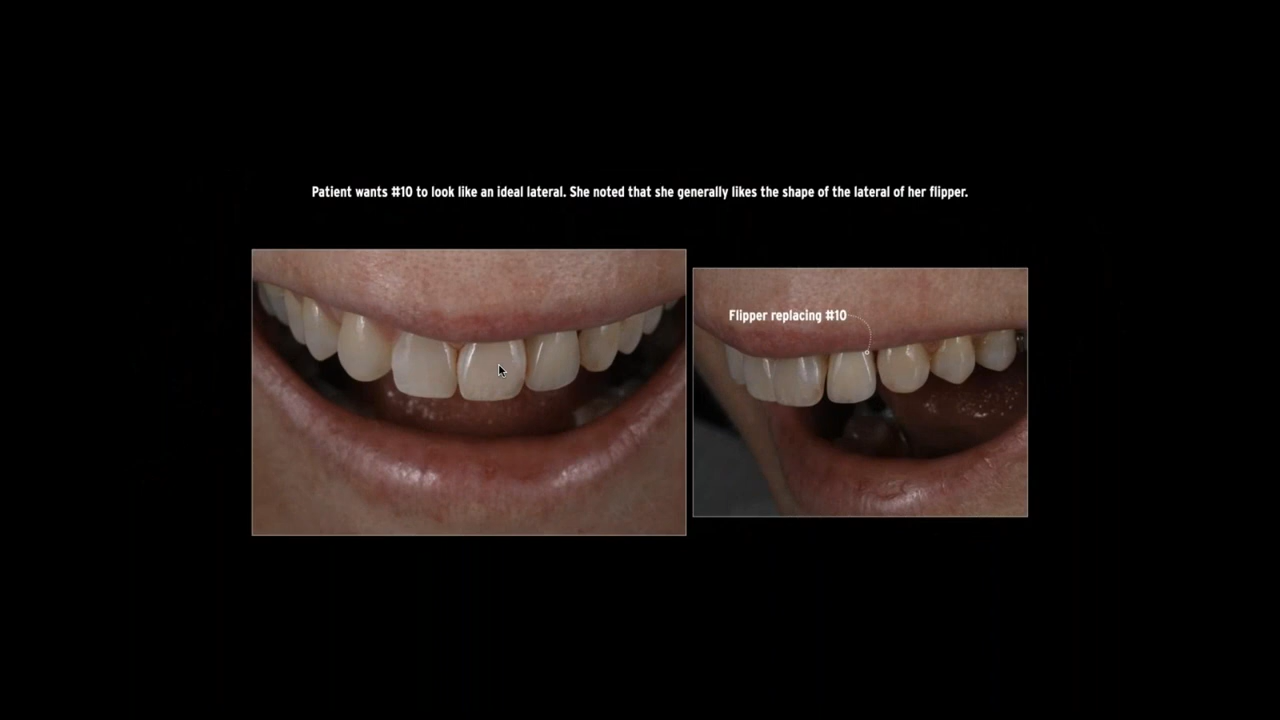 Patient wants #10 to look like an ideal lateral. She noted that she generally likes the shape of the lateral of her flipper.
Flipper replacing #10